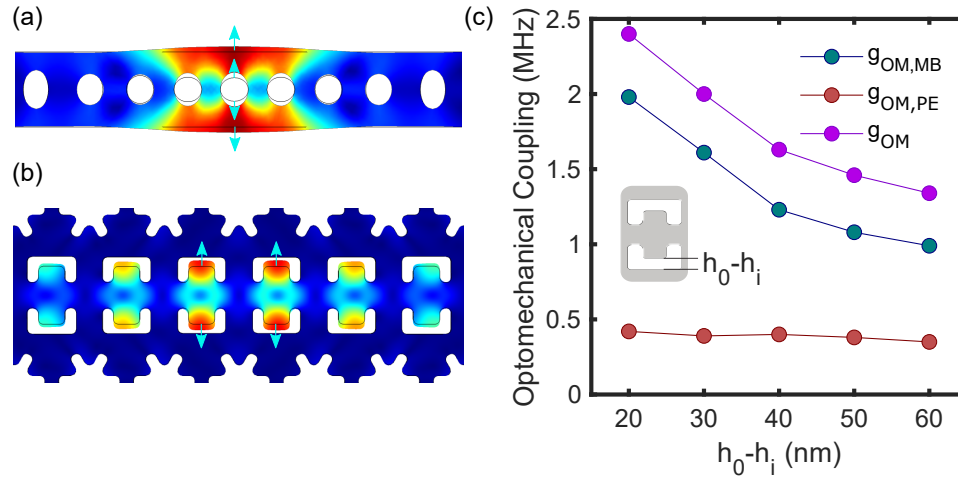 (a)
(b)
(c)
Optomechanical Coupling (MHz)
2.5
2
1.5
1
0.5
0
g_OM,MB
g_OM,PE
g_OM
h_0-h_i
20 30 40 50 60
h_0-h_i (nm)